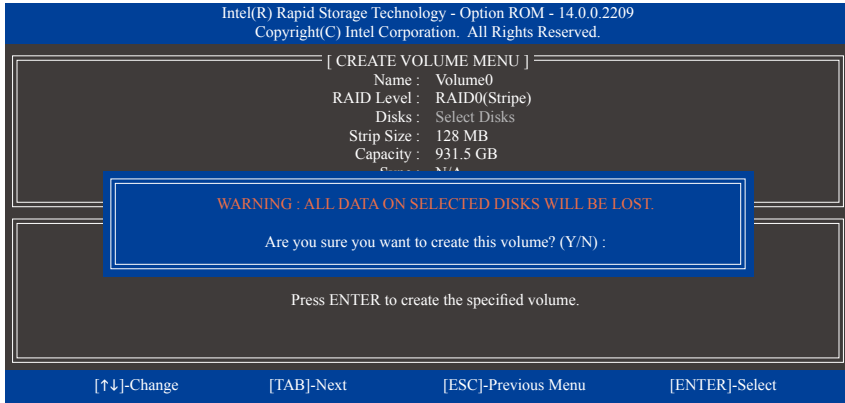 Intel(R) Rapid Storage Technology - Option ROM - 14.0.0.2209
Copyright(C) Intel Corporation. All Rights Reserved.
[ CREATE VOLUME MENU ]
Name : Volume0
RAID Level : RAID0(Stripe)
Disks : Select Disks
Strip Size : 128 MB
Capacity : 931.5 GB
Sync : N/A
WARNING : ALL DATA ON SELECTED DISKS WILL BE LOST.
Are you sure you want to create this volume? (Y/N) :
Press ENTER to create the specified volume.
[↑↓]-Change [TAB]-Next [ESC]-Previous Menu [ENTER]-Select